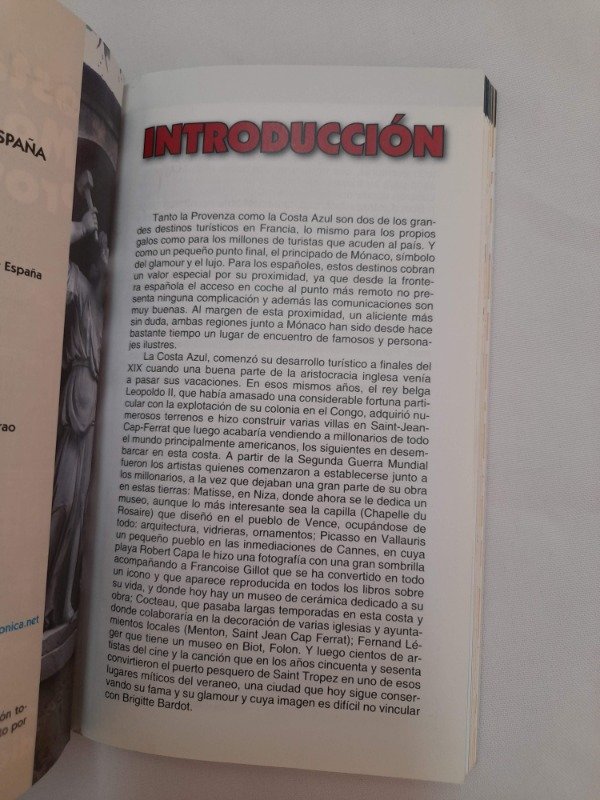 ESPAÑA
España
rao
onica.net
ón to-
to por
INTRODUCCIÓN
Tanto la Provenza como la Costa Azul son dos de los gran-
des destinos turísticos en Francia, lo mismo para los propios
galos como para los millones de turistas que acuden al país. Y
como un pequeño punto final, el principado de Mónaco, símbolo
del glamour y el lujo. Para los españoles, estos destinos cobran
un valor especial por su proximidad, ya que desde la fronte-
ra española el acceso en coche al punto más remoto no pre-
senta ninguna complicación y además las comunicaciones son
muy buenas. Al margen de esta proximidad, un aliciente más
sin duda, ambas regiones junto a Mónaco han sido desde hace
bastante tiempo un lugar de encuentro de famosos y persona-
jes ilustres.
La Costa Azul, comenzó su desarrollo turístico a finales del
XIX cuando una buena parte de la aristocracia inglesa venía
a pasar sus vacaciones. En esos mismos años, el rey belga
Leopoldo II, que había amasado una considerable fortuna parti-
cular con la explotación de su colonia en el Congo, adquirió nu-
merosos terrenos e hizo construir varias villas en Saint-Jean-
Cap-Ferrat que luego acabaría vendiendo a millonarios de todo
el mundo principalmente americanos, los siguientes en desem-
barcar en esta costa. A partir de la Segunda Guerra Mundial
fueron los artistas quienes comenzaron a establecerse junto a
los millonarios, a la vez que dejaban una gran parte de su obra
en estas tierras; Matisse, en Niza, donde ahora se le dedica un
museo, aunque lo más interesante sea la capilla (Chapelle du
Rosaire) que diseñó en el pueblo de Vence, ocupándose de
todo: arquitectura, vidrieras, ornamentos; Picasso en Vallauris
un pequeño pueblo en las inmediaciones de Cannes, en cuya
playa Robert Capa le hizo una fotografía con una gran sombrilla
acompañando a Francoise Gillot que se ha convertido en todo
un icono y que aparece reproducida en todos los libros sobre
su vida, y donde hoy hay un museo de cerámica dedicado a su
obra; Cocteau, que pasaba largas temporadas en esta costa y
donde colaboraría en la decoración de varias iglesias y ayunta-
mientos locales (Menton, Saint Jean Cap Ferrat); Fernand Lé-
ger que tiene un museo en Biot, Folon. Y luego cientos de ar-
tistas del cine y la canción que en los años cincuenta y sesenta
convirtieron el puerto pesquero de Saint Tropez en uno de esos
lugares míticos del veraneo, una ciudad que hoy sigue conser-
vando su fama y su glamour y cuya imagen es difícil no vincular
con Brigitte Bardot.